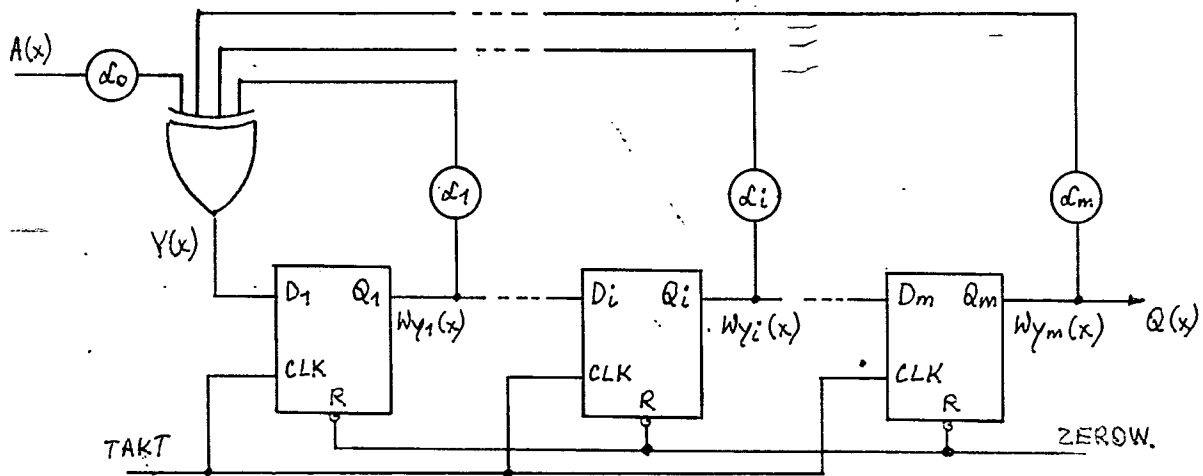 A(x)
α0
α1
αi
αm
Y(x)
D1 Q1
Di Qi
Dm Qm
Wy1(x)
Wyi(x)
Wym(x)
Q(x)
CLK
CLK
CLK
R
R
R
TAKT
ZEROW.